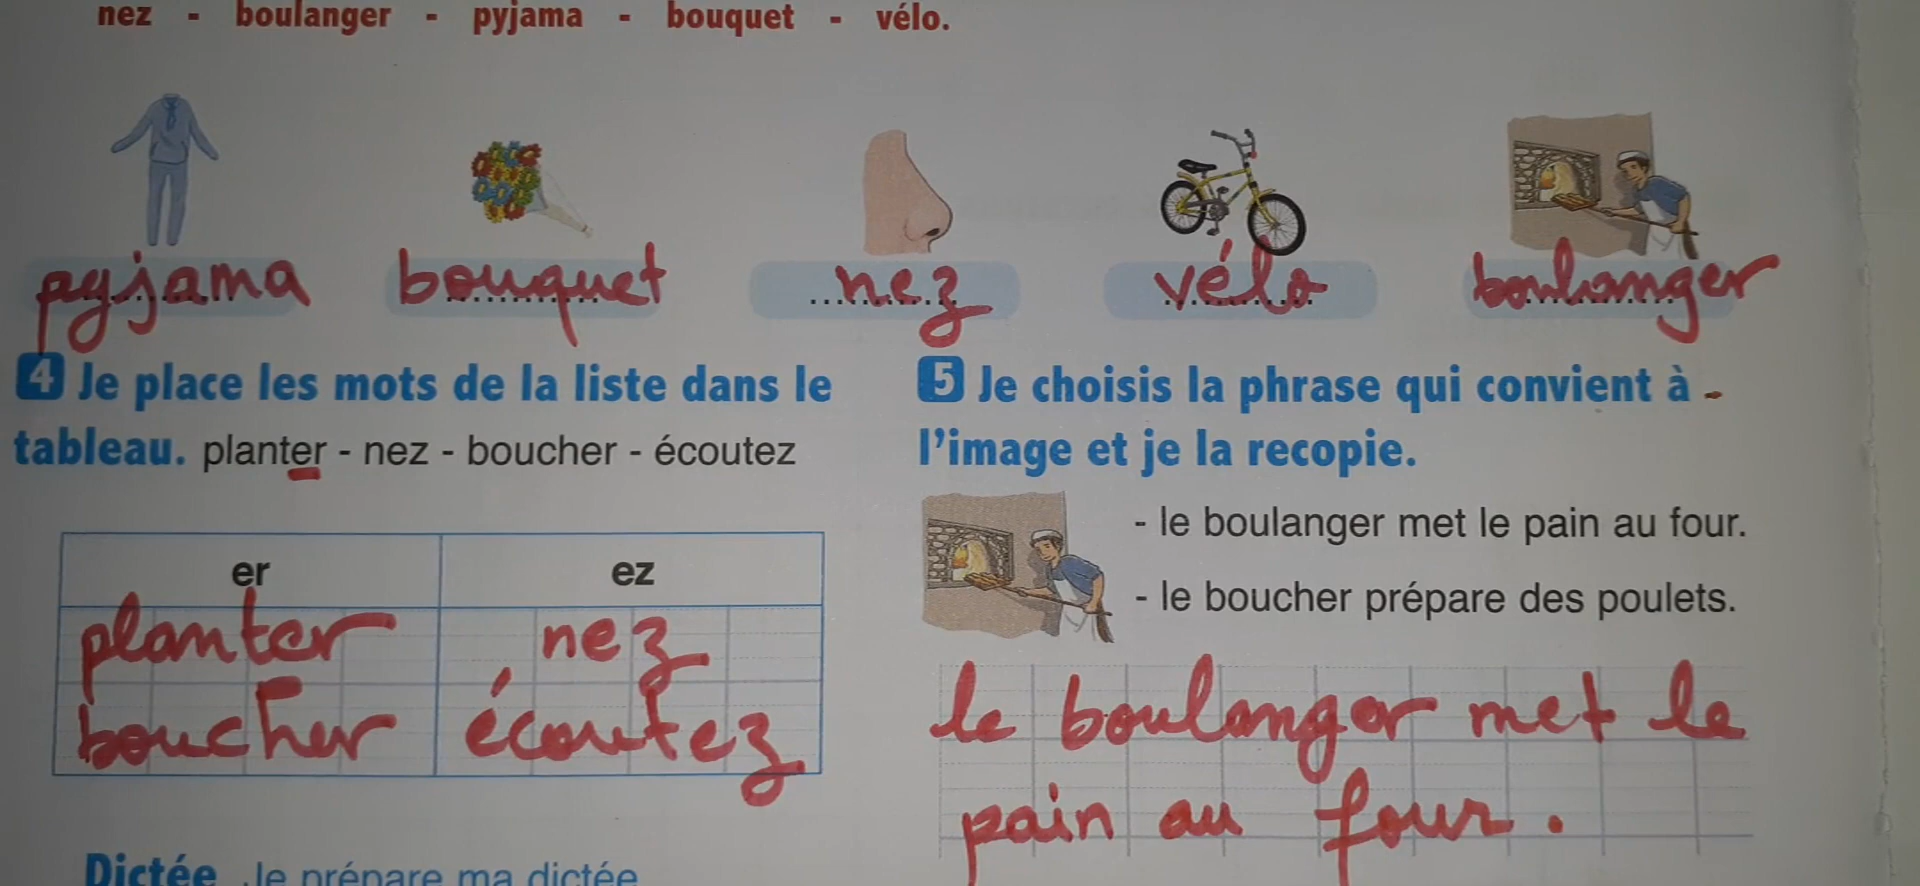 nez - boulanger - pyjama - bouquet - vélo.
pyjama bouquet nez vélo boulanger
4 Je place les mots de la liste dans le
tableau. planter - nez - boucher - écoutez
er ez
planter nez
boucher écoutez
5 Je choisis la phrase qui convient à
l'image et je la recopie.
- le boulanger met le pain au four.
- le boucher prépare des poulets.
le boulanger met le
pain au four.
Dictée Je prépare ma dictée